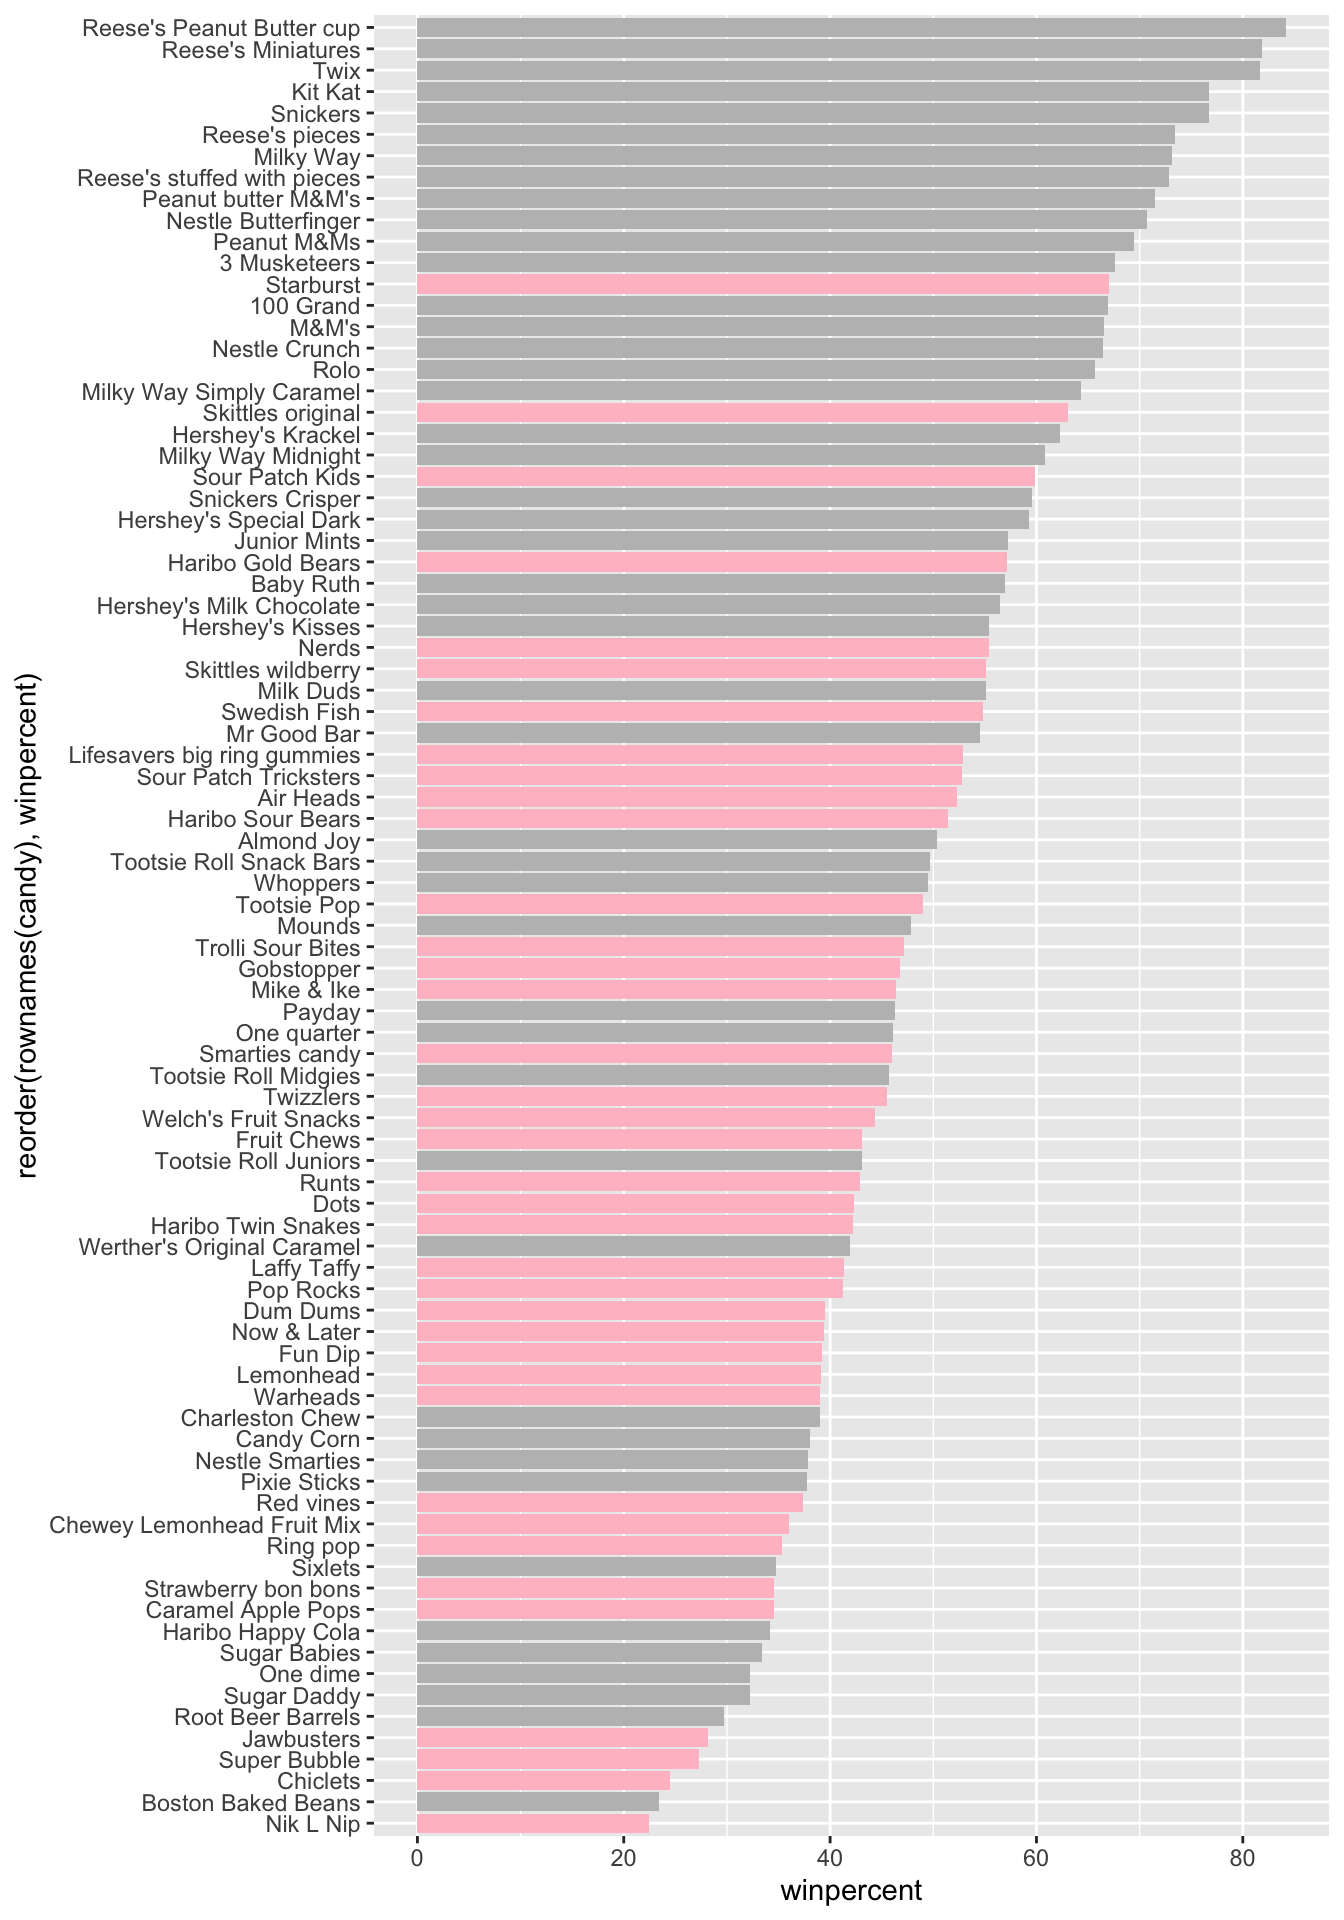 Reese's Peanut Butter cup
Reese's Miniatures
Twix
Kit Kat
Snickers
Reese's pieces
Milky Way
Reese's stuffed with pieces
Peanut butter M&M's
Nestle Butterfinger
Peanut M&Ms
3 Musketeers
Starburst
100 Grand
M&M's
Nestle Crunch
Rolo
Milky Way Simply Caramel
Skittles original
Hershey's Krackel
Milky Way Midnight
Sour Patch Kids
Snickers Crisper
Hershey's Special Dark
Junior Mints
Haribo Gold Bears
Baby Ruth
Hershey's Milk Chocolate
Hershey's Kisses
Nerds
Skittles wildberry
Milk Duds
Swedish Fish
Mr Good Bar
Lifesavers big ring gummies
Sour Patch Tricksters
Air Heads
Haribo Sour Bears
Almond Joy
Tootsie Roll Snack Bars
Whoppers
Tootsie Pop
Mounds
Trolli Sour Bites
Gobstopper
Mike & Ike
Payday
One quarter
Smarties candy
Tootsie Roll Midgies
Twizzlers
Welch's Fruit Snacks
Fruit Chews
Tootsie Roll Juniors
Runts
Dots
Haribo Twin Snakes
Werther's Original Caramel
Laffy Taffy
Pop Rocks
Dum Dums
Now & Later
Fun Dip
Lemonhead
Warheads
Charleston Chew
Candy Corn
Nestle Smarties
Pixie Sticks
Red vines
Chewey Lemonhead Fruit Mix
Ring pop
Sixlets
Strawberry bon bons
Caramel Apple Pops
Haribo Happy Cola
Sugar Babies
One dime
Sugar Daddy
Root Beer Barrels
Jawbusters
Super Bubble
Chiclets
Boston Baked Beans
Nik L Nip
reorder(rownames(candy), winpercent)
0 20 40 60 80
winpercent